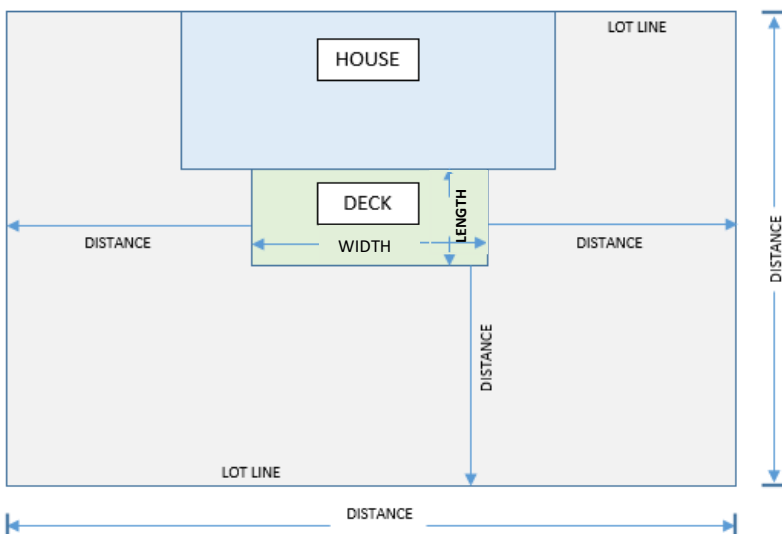 LOT LINE
HOUSE
DECK
LENGTH
WIDTH
DISTANCE
DISTANCE
DISTANCE
DISTANCE
LOT LINE
DISTANCE